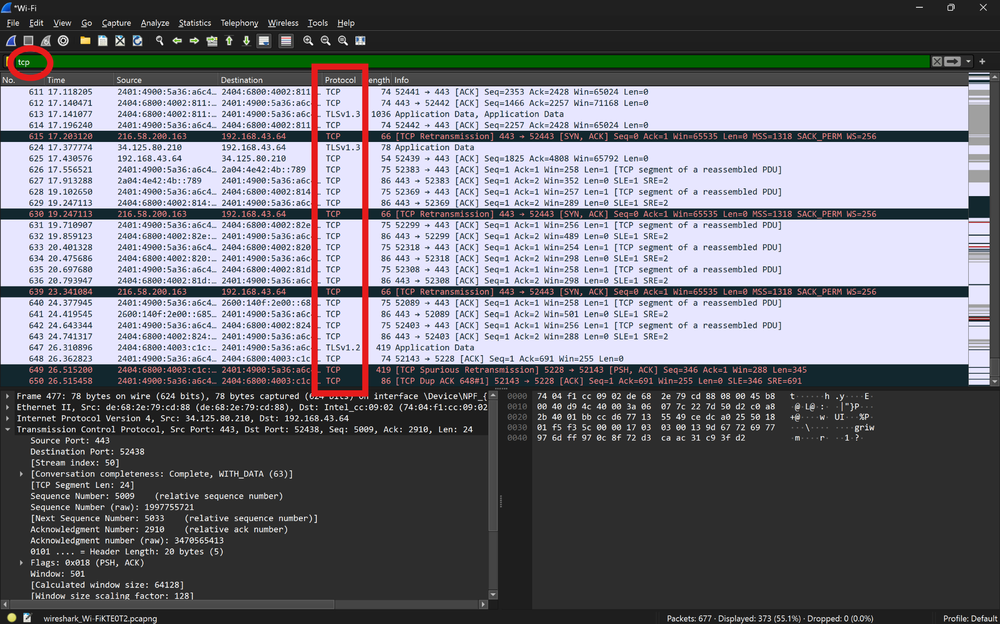 *Wi-Fi
File Edit View Go Capture Analyze Statistics Telephony Wireless Tools Help
tcp
No. Time Source Destination Protocol ength Info
611 17.118205 2401:4900:5a36:a6c4… 2404:6800:4002:811 … TCP 74 52441 → 443 [ACK] Seq=2353 Ack=2428 Win=65024 Len=0
612 17.140471 2404:6800:4002:811:… 2401:4900:5a36:a6c4 … TCP 74 443 → 52442 [ACK] Seq=1466 Ack=2257 Win=71168 Len=0
613 17.141077 2404:6800:4002:811:… 2401:4900:5a36:a6c4 … TLSv1.3 1036 Application Data, Application Data
614 17.196240 2401:4900:5a36:a6c4… 2404:6800:4002:811 … TCP 74 52442 → 443 [ACK] Seq=2257 Ack=2428 Win=65024 Len=0
615 17.203120 216.58.200.163 192.168.43.64 TCP 66 [TCP Retransmission] 443 → 52443 [SYN, ACK] Seq=0 Ack=1 Win=65535 Len=0 MSS=1318 SACK_PERM WS=256
624 17.377774 34.125.80.210 192.168.43.64 TLSv1.3 78 Application Data
625 17.430576 192.168.43.64 34.125.80.210 TCP 54 52439 → 443 [ACK] Seq=1825 Ack=4808 Win=65792 Len=0
626 17.556521 2401:4900:5a36:a6c4… 2a04:4e42:4b::789 TCP 75 52383 → 443 [ACK] Seq=1 Ack=1 Win=258 Len=1 [TCP segment of a reassembled PDU]
627 17.913288 2a04:4e42:4b::789 2401:4900:5a36:a6c4 … TCP 86 443 → 52383 [ACK] Seq=1 Ack=2 Win=352 Len=0 SLE=1 SRE=2
628 19.102650 2401:4900:5a36:a6c4… 2404:6800:4002:814 … TCP 75 52369 → 443 [ACK] Seq=1 Ack=1 Win=257 Len=1 [TCP segment of a reassembled PDU]
629 19.247113 2404:6800:4002:814:… 2401:4900:5a36:a6c4 … TCP 86 443 → 52369 [ACK] Seq=1 Ack=2 Win=289 Len=0 SLE=1 SRE=2
630 19.247113 216.58.200.163 192.168.43.64 TCP 66 [TCP Retransmission] 443 → 52443 [SYN, ACK] Seq=0 Ack=1 Win=65535 Len=0 MSS=1318 SACK_PERM WS=256
631 19.710907 2401:4900:5a36:a6c4… 2404:6800:4002:82e … TCP 75 52299 → 443 [ACK] Seq=1 Ack=1 Win=256 Len=1 [TCP segment of a reassembled PDU]
632 19.859123 2404:6800:4002:82e:… 2401:4900:5a36:a6c4 … TCP 86 443 → 52299 [ACK] Seq=1 Ack=2 Win=489 Len=0 SLE=1 SRE=2
633 20.401328 2401:4900:5a36:a6c4… 2404:6800:4002:820 … TCP 75 52318 → 443 [ACK] Seq=1 Ack=1 Win=254 Len=1 [TCP segment of a reassembled PDU]
634 20.475686 2404:6800:4002:820:… 2401:4900:5a36:a6c4 … TCP 86 443 → 52318 [ACK] Seq=1 Ack=2 Win=298 Len=0 SLE=1 SRE=2
635 20.697680 2401:4900:5a36:a6c4… 2404:6800:4002:81d … TCP 75 52308 → 443 [ACK] Seq=1 Ack=1 Win=258 Len=1 [TCP segment of a reassembled PDU]
636 20.793947 2404:6800:4002:81d:… 2401:4900:5a36:a6c4 … TCP 86 443 → 52308 [ACK] Seq=1 Ack=2 Win=298 Len=0 SLE=1 SRE=2
639 23.341084 216.58.200.163 192.168.43.64 TCP 66 [TCP Retransmission] 443 → 52443 [SYN, ACK] Seq=0 Ack=1 Win=65535 Len=0 MSS=1318 SACK_PERM WS=256
640 24.377945 2401:4900:5a36:a6c4… 2600:140f:2e00::68 … TCP 75 52089 → 443 [ACK] Seq=1 Ack=1 Win=258 Len=1 [TCP segment of a reassembled PDU]
641 24.419545 2600:140f:2e00::685… 2401:4900:5a36:a6c4 … TCP 86 443 → 52089 [ACK] Seq=1 Ack=2 Win=501 Len=0 SLE=1 SRE=2
642 24.643344 2401:4900:5a36:a6c4… 2404:6800:4002:824 … TCP 75 52403 → 443 [ACK] Seq=1 Ack=1 Win=256 Len=1 [TCP segment of a reassembled PDU]
643 24.741317 2404:6800:4002:824:… 2401:4900:5a36:a6c4 … TCP 86 443 → 52403 [ACK] Seq=1 Ack=2 Win=288 Len=0 SLE=1 SRE=2
647 26.310896 2404:6800:4003:c1c:… 2401:4900:5a36:a6c4 … TLSv1.2 419 Application Data
648 26.362823 2401:4900:5a36:a6c4… 2404:6800:4003:c1c … TCP 74 52143 → 5228 [ACK] Seq=1 Ack=691 Win=255 Len=0
649 26.515200 2404:6800:4003:c1c:… 2401:4900:5a36:a6c4 … TCP 419 [TCP Spurious Retransmission] 5228 → 52143 [PSH, ACK] Seq=346 Ack=1 Win=288 Len=345
650 26.515458 2401:4900:5a36:a6c4… 2404:6800:4003:c1c … TCP 86 [TCP Dup ACK 648#1] 52143 → 5228 [ACK] Seq=1 Ack=691 Win=255 Len=0 SLE=346 SRE=691
Frame 477: 78 bytes on wire (624 bits), 78 bytes captured (624 bits) on interface \Device\NPF_{
Ethernet II, Src: de:68:2e:79:cd:88 (de:68:2e:79:cd:88), Dst: Intel_cc:09:02 (74:04:f1:cc:09:02
Internet Protocol Version 4, Src: 34.125.80.210, Dst: 192.168.43.64
Transmission Control Protocol, Src Port: 443, Dst Port: 52438, Seq: 5009, Ack: 2910, Len: 24
Source Port: 443
Destination Port: 52438
[Stream index: 50]
[Conversation completeness: Complete, WITH_DATA (63)]
[TCP Segment Len: 24]
Sequence Number: 5009 (relative sequence number)
Sequence Number (raw): 1997755721
[Next Sequence Number: 5033 (relative sequence number)]
Acknowledgment Number: 2910 (relative ack number)
Acknowledgment number (raw): 3470565413
0101 .... = Header Length: 20 bytes (5)
Flags: 0x018 (PSH, ACK)
Window: 501
[Calculated window size: 64128]
[Window size scaling factor: 128]
0000 74 04 f1 cc 09 02 de 68 2e 79 cd 88 08 00 45 b8 t······h .y····E·
0010 00 40 d9 4c 40 00 3a 06 07 7c 22 7d 50 d2 c0 a8 ·@·L@·:· ·|"}P···
0020 2b 40 01 bb cc d6 77 13 55 49 ce dc a0 25 50 18 +@····w· UI···%P·
0030 01 f5 f3 5c 00 00 17 03 03 00 13 9d 67 72 69 77 ···\···· ····griw
0040 97 6d ff 97 0c 8f 72 d3 ca ac 31 c9 3f d2 ·m····r· ··1·?·
wireshark_Wi-FiKTE0T2.pcapng
Packets: 677 · Displayed: 373 (55.1%) · Dropped: 0 (0.0%)
Profile: Default